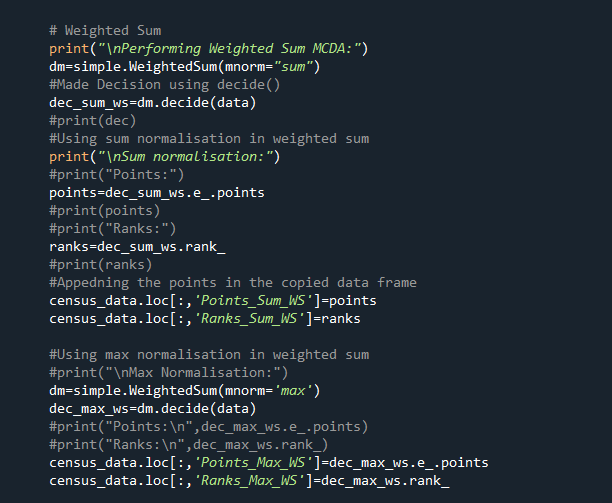 # Weighted Sum
print("\nPerforming Weighted Sum MCDA:")
dm=simple.WeightedSum(mnorm="sum")
#Made Decision using decide()
dec_sum_ws=dm.decide(data)
#print(dec)
#Using sum normalisation in weighted sum
print("\nSum normalisation:")
#print("Points:")
points=dec_sum_ws.e_.points
#print(points)
#print("Ranks:")
ranks=dec_sum_ws.rank_
#print(ranks)
#Appedning the points in the copied data frame
census_data.loc[:,'Points_Sum_WS']=points
census_data.loc[:,'Ranks_Sum_WS']=ranks
#Using max normalisation in weighted sum
#print("\nMax Normalisation:")
dm=simple.WeightedSum(mnorm='max')
dec_max_ws=dm.decide(data)
#print("Points:\n",dec_max_ws.e_.points)
#print("Ranks:\n",dec_max_ws.rank_)
census_data.loc[:,'Points_Max_WS']=dec_max_ws.e_.points
census_data.loc[:,'Ranks_Max_WS']=dec_max_ws.rank_